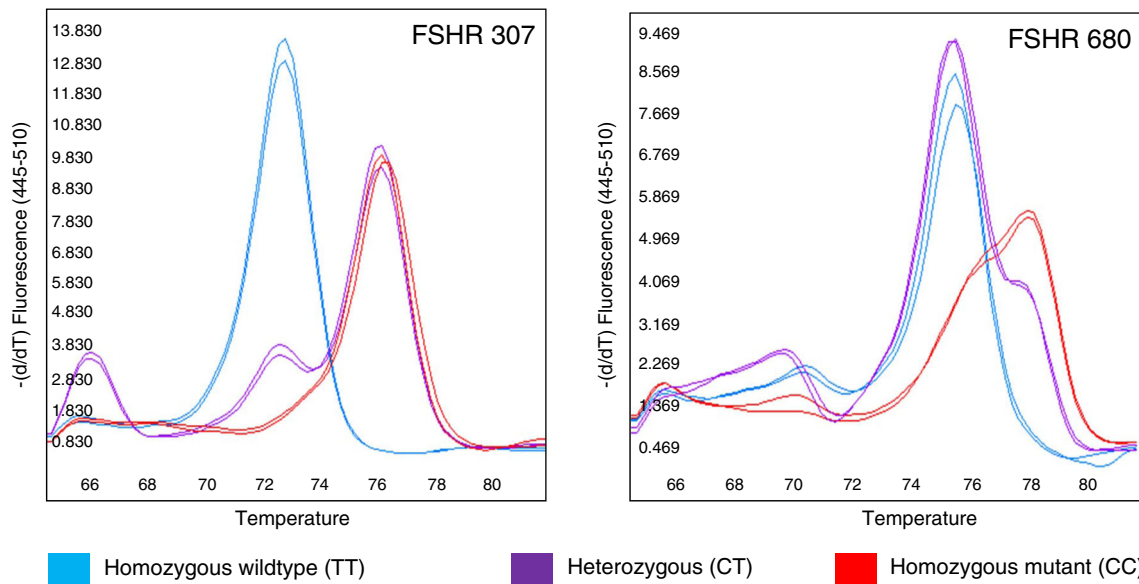 FSHR 307
-(d/dT) Fluorescence (445-510)
13.830
12.830
11.830
10.830
9.830
8.830
7.830
6.830
5.830
4.830
3.830
2.830
1.830
0.830
66 68 70 72 74 76 78 80
Temperature
FSHR 680
-(d/dT) Fluorescence (445-510)
9.469
8.569
7.669
6.769
5.869
4.969
4.069
3.169
2.269
1.369
0.469
66 68 70 72 74 76 78 80
Temperature
Homozygous wildtype (TT) Heterozygous (CT) Homozygous mutant (CC)